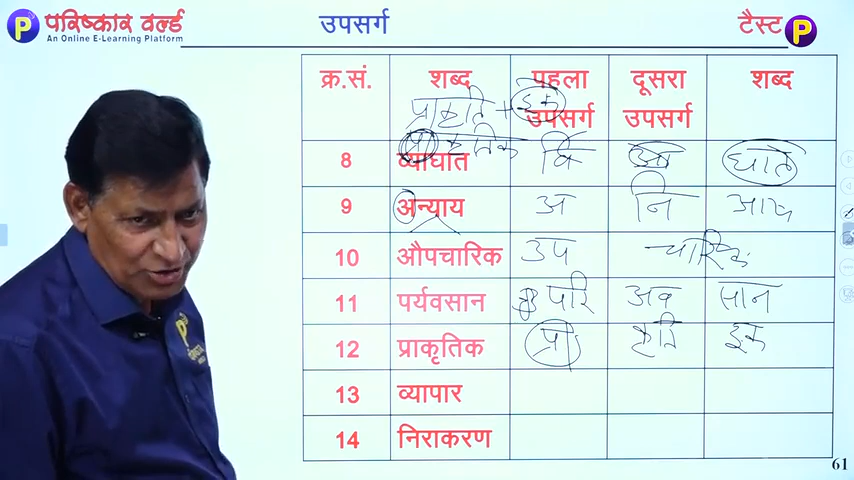 परिष्कार वर्ल्ड
An Online E-Learning Platform
उपसर्ग
टैस्ट
क्र.सं. शब्द पहला उपसर्ग दूसरा उपसर्ग शब्द
इक
8 व्याघात वि आ घात
9 अन्याय अ नि आय
10 औपचारिक उप चारिक
11 पर्यवसान परि अव सान
12 प्राकृतिक प्र कृति इक
13 व्यापार
14 निराकरण
61